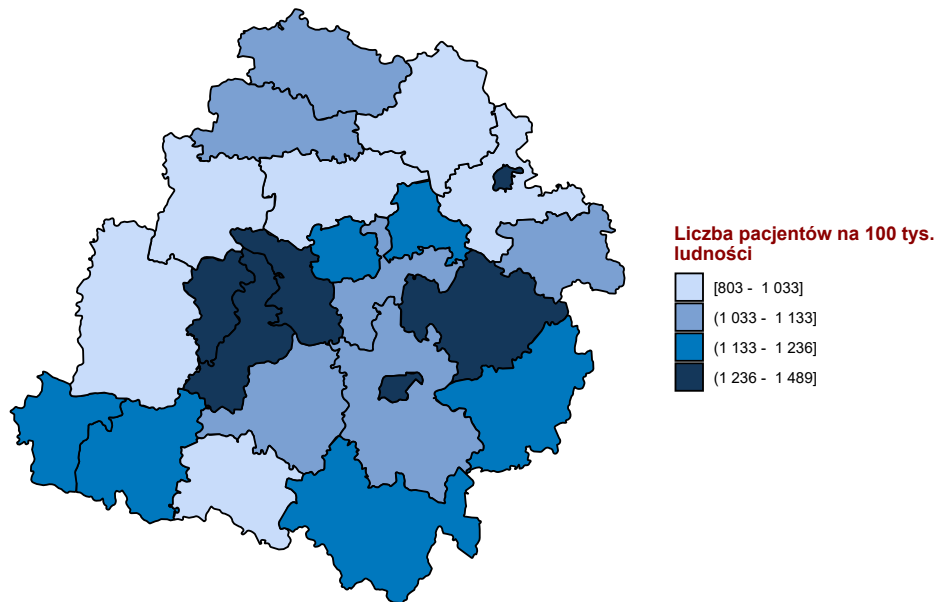 Liczba pacjentów na 100 tys.
ludności
[803 - 1 033]
(1 033 - 1 133]
(1 133 - 1 236]
(1 236 - 1 489]